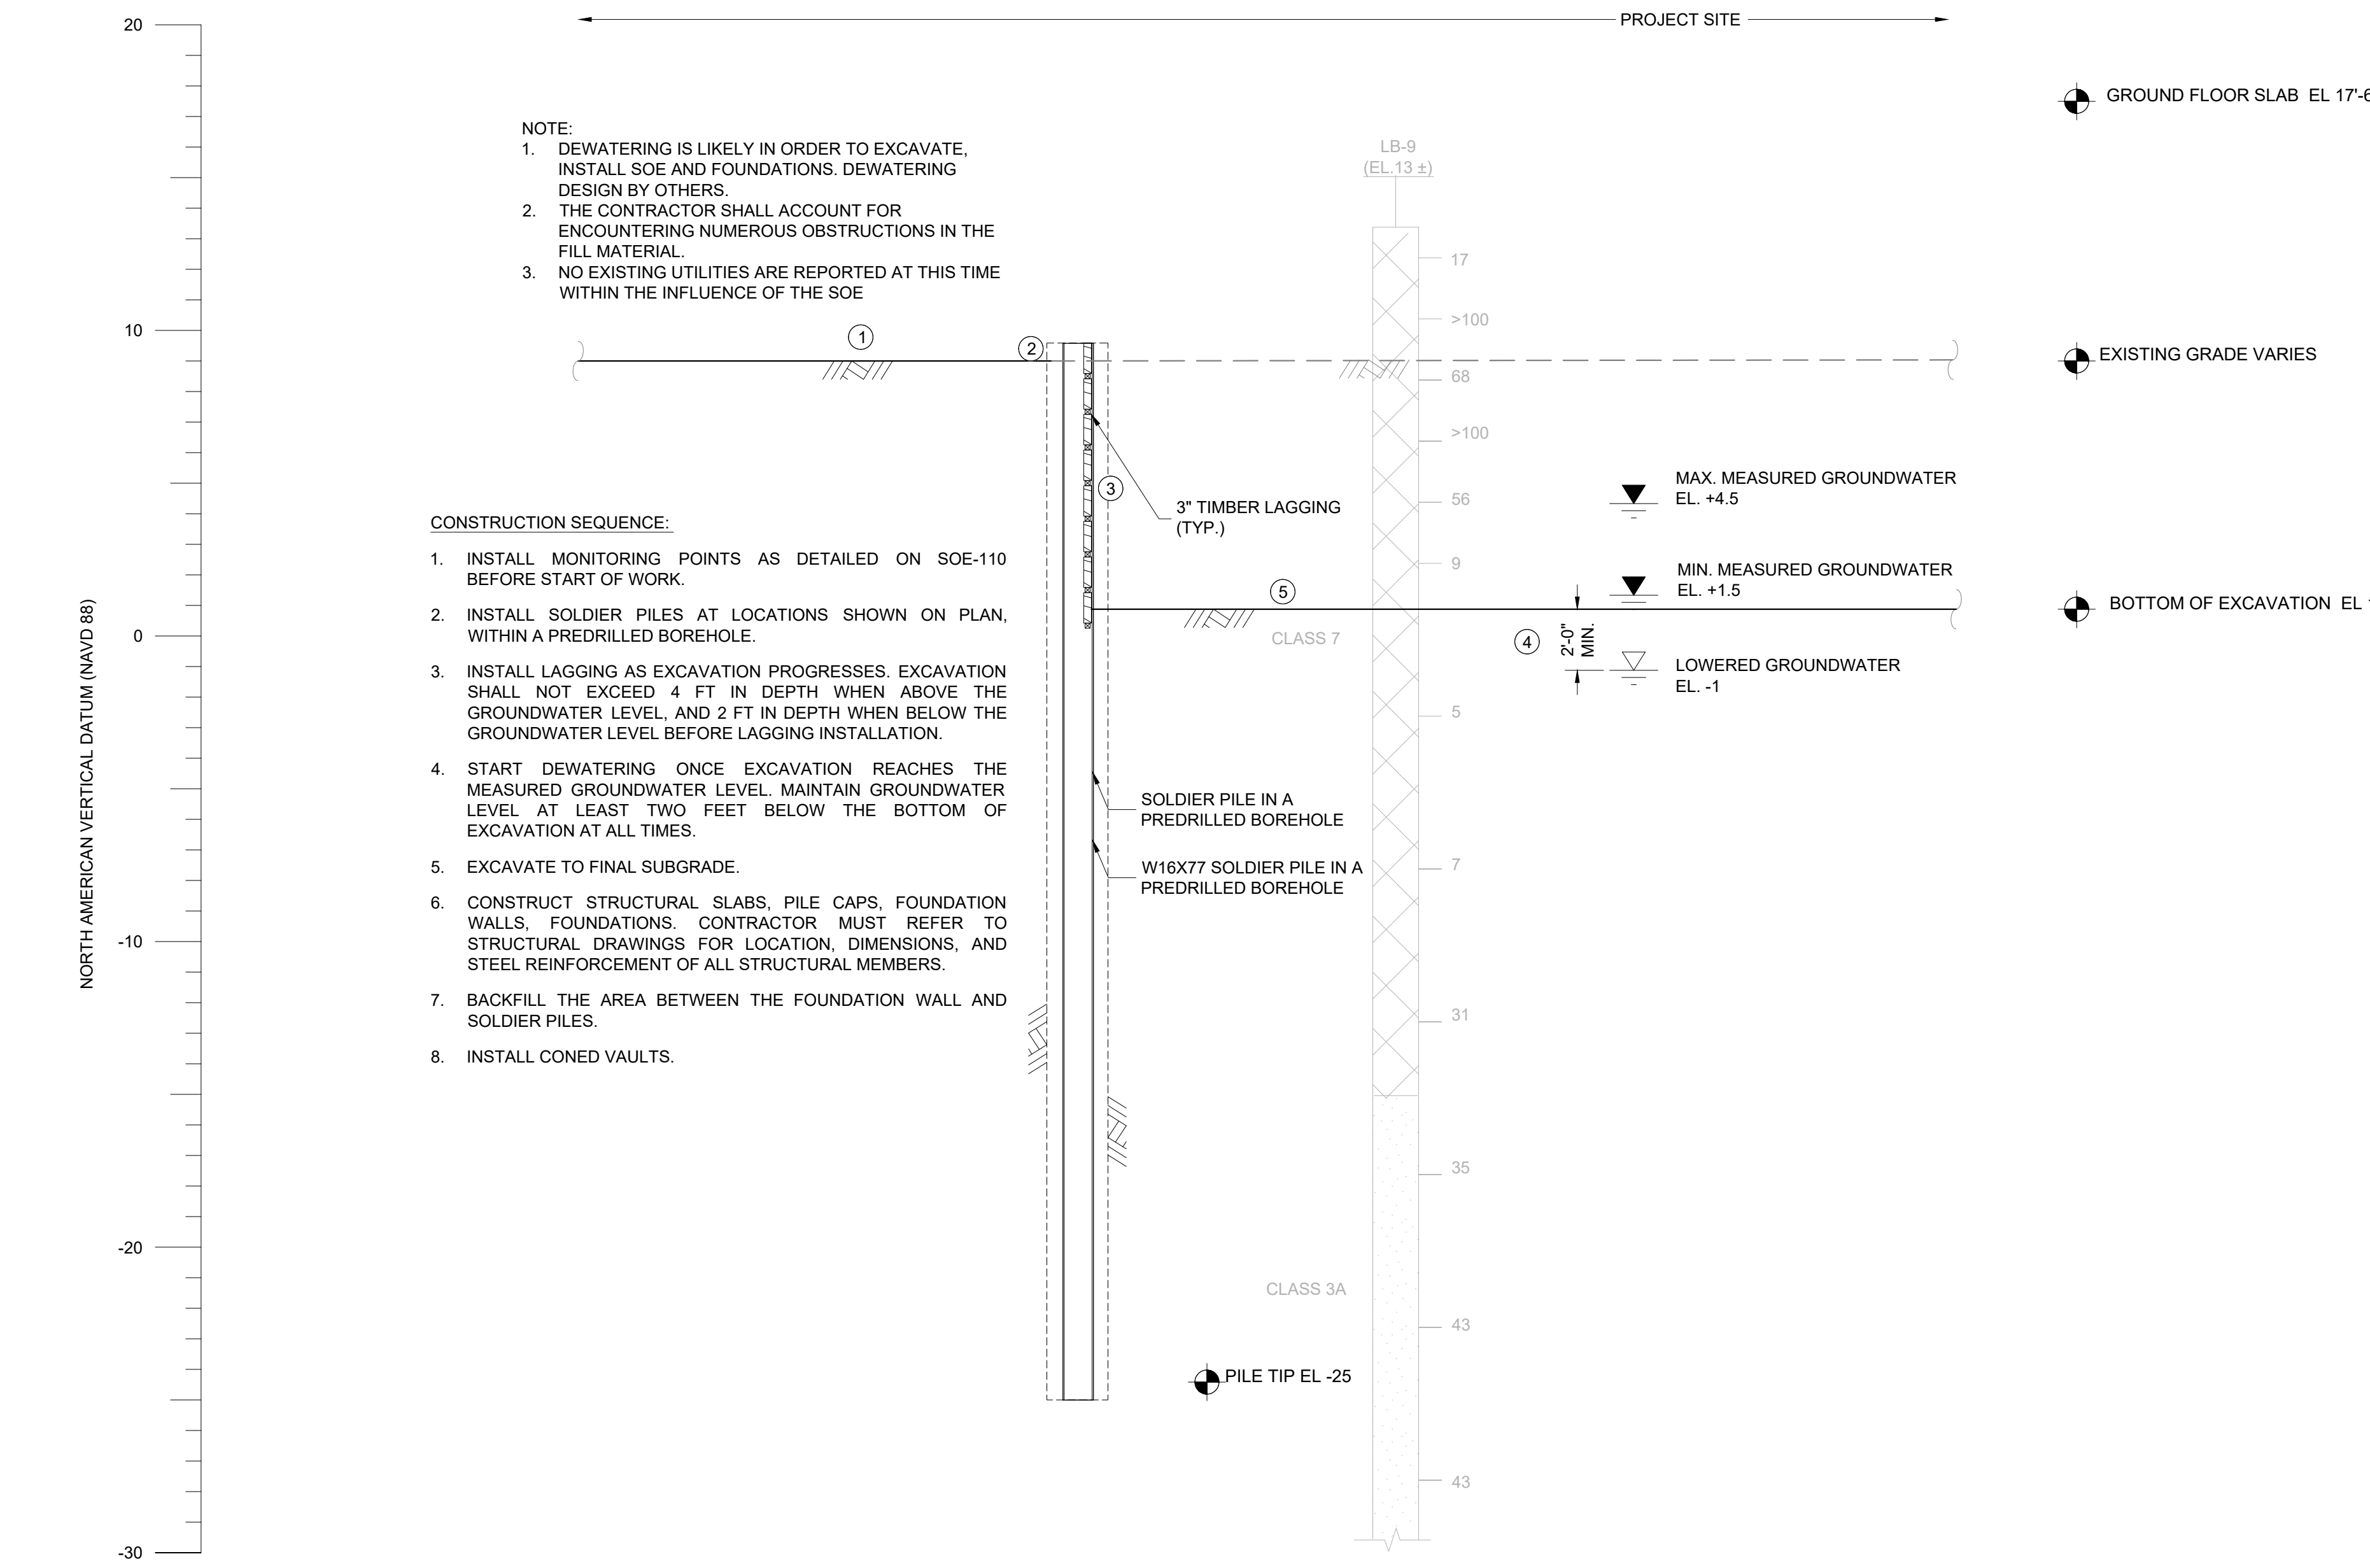 PROJECT SITE
20
10
0
-10
-20
-30
NORTH AMERICAN VERTICAL DATUM (NAVD 88)
NOTE:
1. DEWATERING IS LIKELY IN ORDER TO EXCAVATE,
INSTALL SOE AND FOUNDATIONS. DEWATERING
DESIGN BY OTHERS.
2. THE CONTRACTOR SHALL ACCOUNT FOR
ENCOUNTERING NUMEROUS OBSTRUCTIONS IN THE
FILL MATERIAL.
3. NO EXISTING UTILITIES ARE REPORTED AT THIS TIME
WITHIN THE INFLUENCE OF THE SOE
1
2
3
CONSTRUCTION SEQUENCE:
1. INSTALL MONITORING POINTS AS DETAILED ON SOE-110
BEFORE START OF WORK.
2. INSTALL SOLDIER PILES AT LOCATIONS SHOWN ON PLAN,
WITHIN A PREDRILLED BOREHOLE.
3. INSTALL LAGGING AS EXCAVATION PROGRESSES. EXCAVATION
SHALL NOT EXCEED 4 FT IN DEPTH WHEN ABOVE THE
GROUNDWATER LEVEL, AND 2 FT IN DEPTH WHEN BELOW THE
GROUNDWATER LEVEL BEFORE LAGGING INSTALLATION.
4. START DEWATERING ONCE EXCAVATION REACHES THE
MEASURED GROUNDWATER LEVEL. MAINTAIN GROUNDWATER
LEVEL AT LEAST TWO FEET BELOW THE BOTTOM OF
EXCAVATION AT ALL TIMES.
5. EXCAVATE TO FINAL SUBGRADE.
6. CONSTRUCT STRUCTURAL SLABS, PILE CAPS, FOUNDATION
WALLS, FOUNDATIONS. CONTRACTOR MUST REFER TO
STRUCTURAL DRAWINGS FOR LOCATION, DIMENSIONS, AND
STEEL REINFORCEMENT OF ALL STRUCTURAL MEMBERS.
7. BACKFILL THE AREA BETWEEN THE FOUNDATION WALL AND
SOLDIER PILES.
8. INSTALL CONED VAULTS.
3" TIMBER LAGGING
(TYP.)
5
CLASS 7
SOLDIER PILE IN A
PREDRILLED BOREHOLE
W16X77 SOLDIER PILE IN A
PREDRILLED BOREHOLE
CLASS 3A
PILE TIP EL -25
LB-9
(EL.13 ±)
17
>100
68
>100
56
9
5
7
31
35
43
43
MAX. MEASURED GROUNDWATER
EL. +4.5
MIN. MEASURED GROUNDWATER
EL. +1.5
4
2'-0"
MIN.
LOWERED GROUNDWATER
EL. -1
GROUND FLOOR SLAB EL 17'-6
EXISTING GRADE VARIES
BOTTOM OF EXCAVATION EL